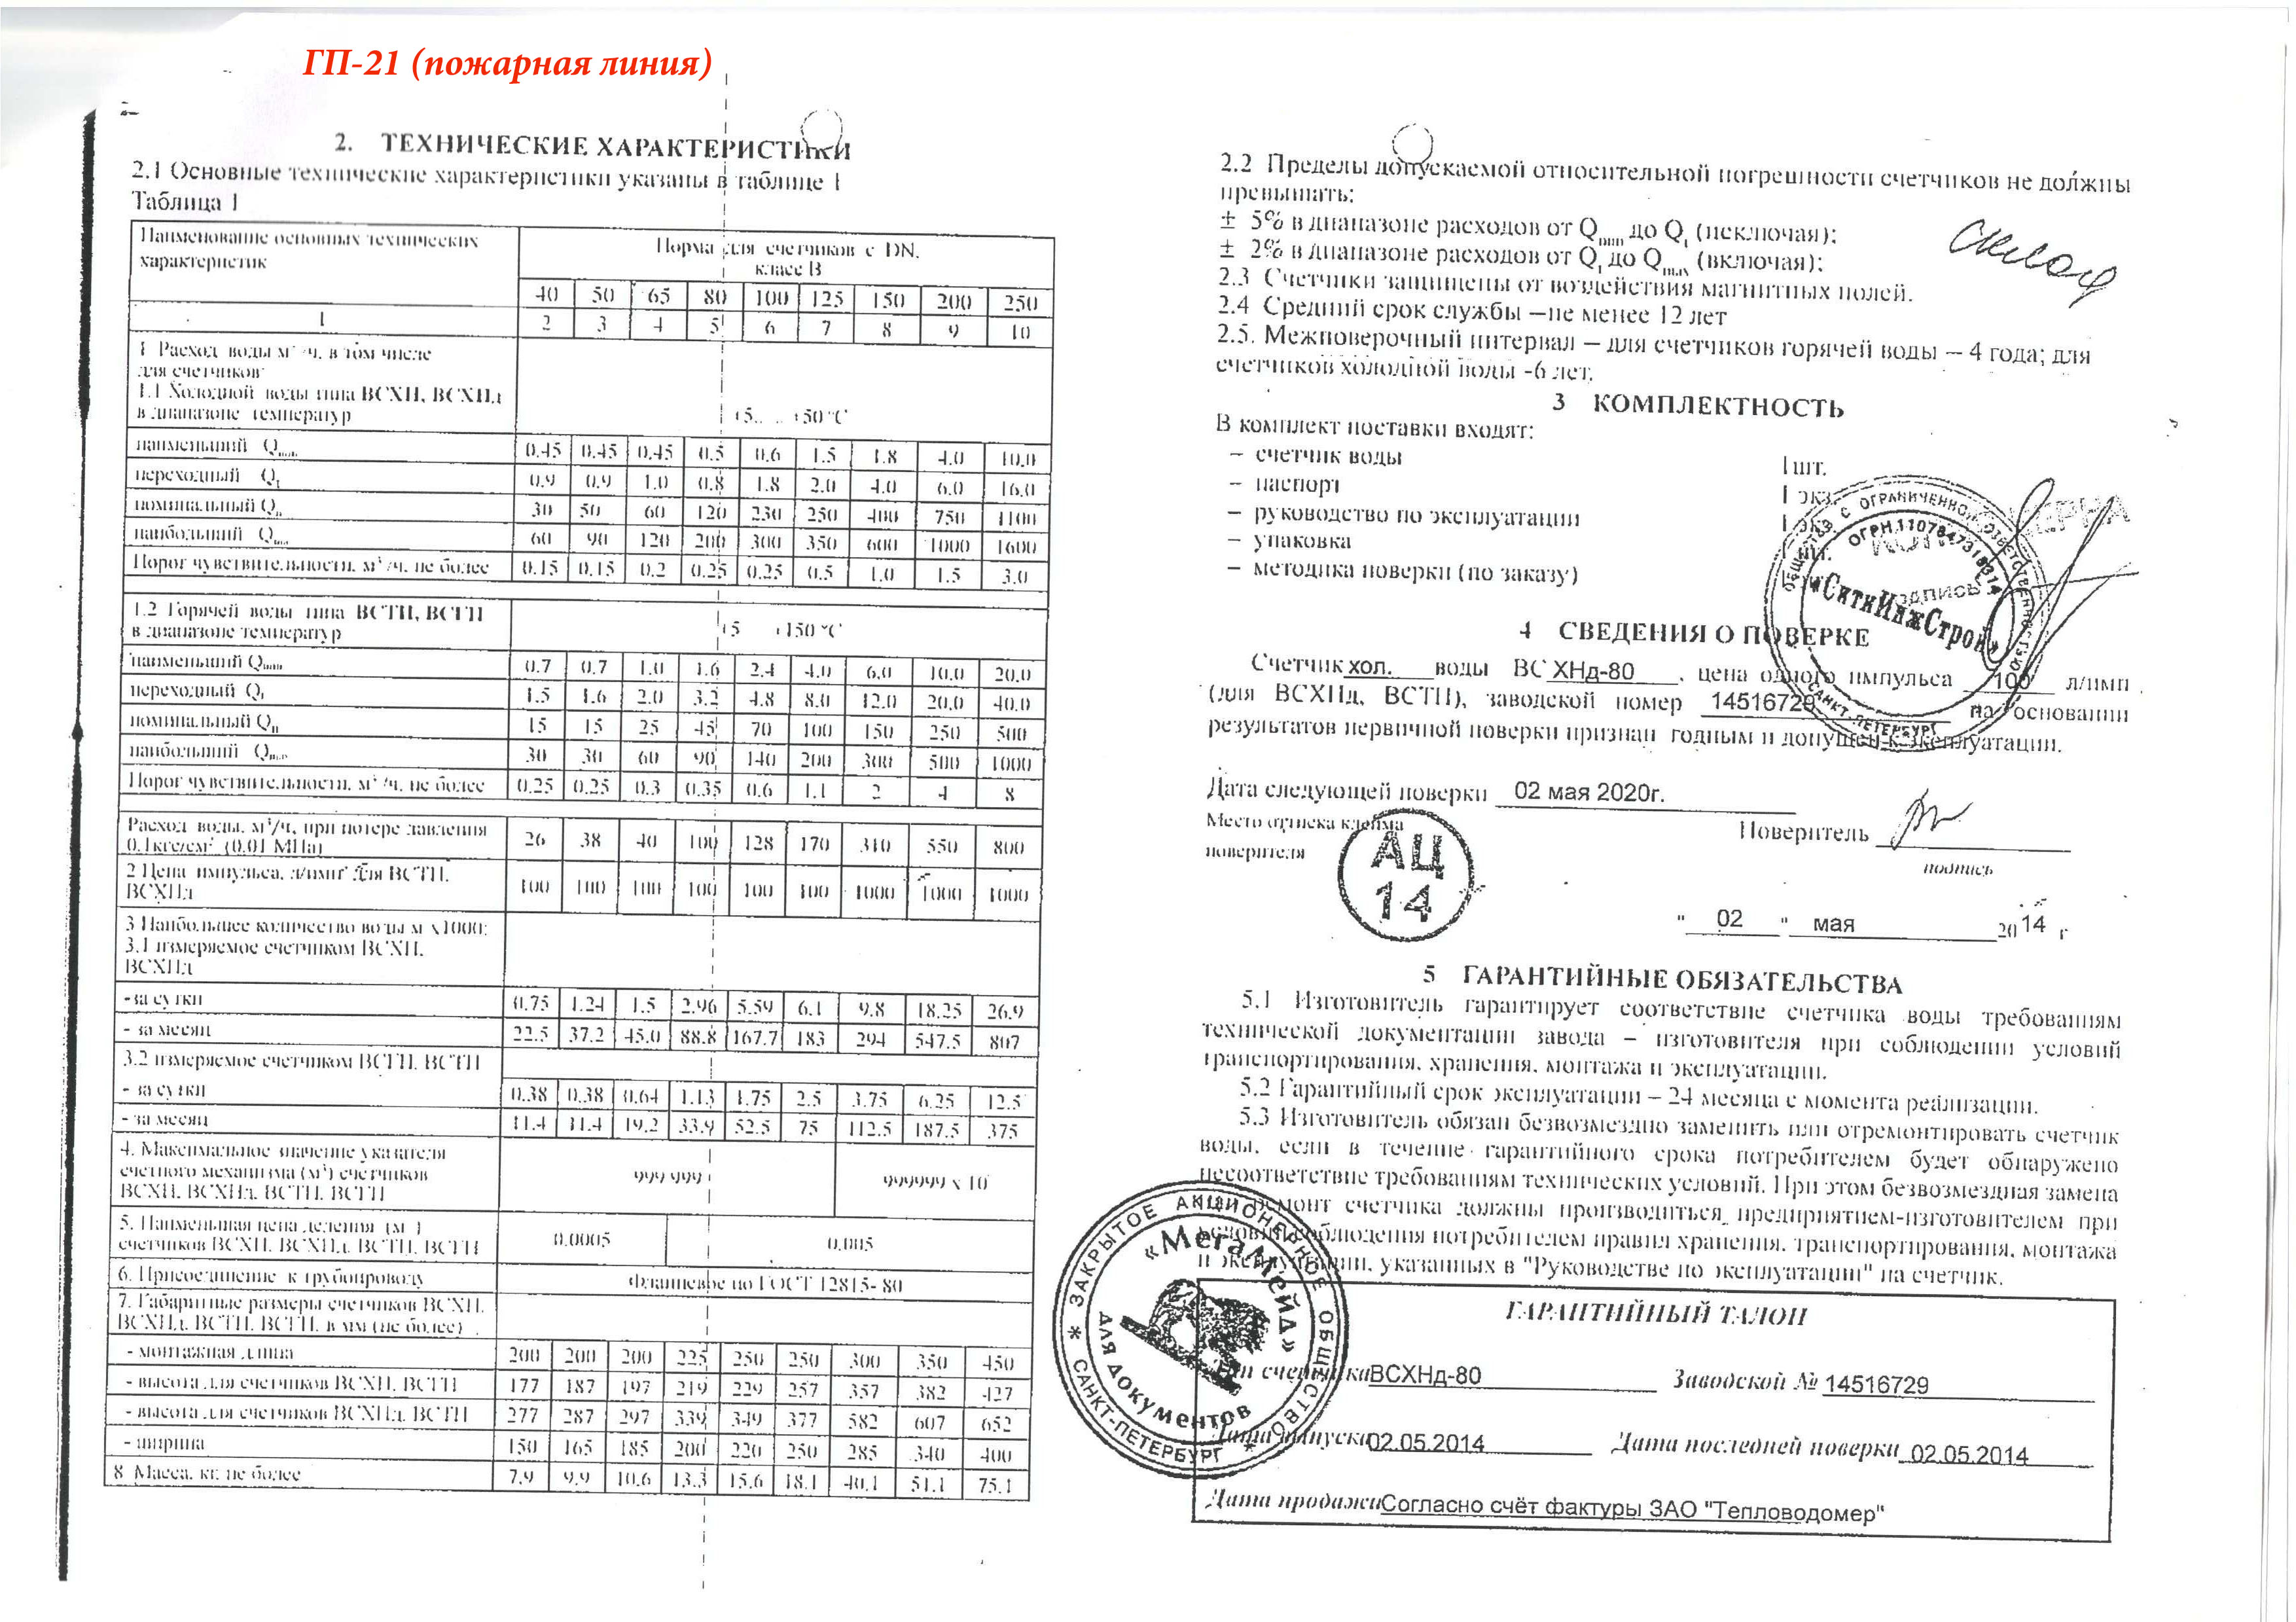 ГП-21 (пожарная линия)
2. ТЕХНИЧЕСКИЕ ХАРАКТЕРИСТИКИ
2.1 Основные технические характеристики указаны в таблице 1
Таблица 1
Наименование основных технических характеристик | Норма для счетчиков с DN, класс В
40 50 65 80 100 125 150 200 250
1 2 3 4 5 6 7 8 9 10
1 Расход воды м³/ч, в том числе
для счетчиков
1.1 Холодной воды типа ВСХН, ВСХНд
в диапазоне температур +5... +50 °С
наименьший Qmin 0.45 0.45 0.45 0.5 0.6 1.5 1.8 4.0 10.0
переходный Qt 0.9 0.9 1.0 0.8 1.8 2.0 4.0 6.0 16.0
номинальный Qn 30 50 60 120 230 250 400 750 1100
наибольший Qmax 60 90 120 200 300 350 600 1000 1600
Порог чувствительности, м³/ч, не более 0.15 0.15 0.2 0.25 0.25 0.5 1.0 1.5 3.0
1.2 Горячей воды типа ВСТН, ВСГН
в диапазоне температур +5 +150 °С
наименьший Qmin 0.7 0.7 1.0 1.6 2.4 4.0 6.0 10.0 20.0
переходный Qt 1.5 1.6 2.0 3.2 4.8 8.0 12.0 20.0 40.0
номинальный Qn 15 15 25 45 70 100 150 250 500
наибольший Qmax 30 30 60 90 140 200 300 500 1000
Порог чувствительности, м³/ч, не более 0.25 0.25 0.3 0.35 0.6 1.1 2 4 8
Расход воды, м³/ч, при потере давления
0.1кгс/см² (0.01 МПа) 26 38 40 100 128 170 310 550 800
2 Цена импульса, л/имп для ВСТН,
ВСХНд 100 100 100 100 100 100 1000 1000 1000
3 Наибольшее количество воды м х1000:
3.1 измеряемое счетчиком ВСХН,
ВСХНд
- за сутки 0.75 1.24 1.5 2.96 5.59 6.1 9.8 18.25 26.9
- за месяц 22.5 37.2 45.0 88.8 167.7 183 294 547.5 807
3.2 измеряемое счетчиком ВСГН, ВСТН
- за сутки 0.38 0.38 0.64 1.13 1.75 2.5 3.75 6.25 12.5
- за месяц 11.4 11.4 19.2 33.9 52.5 75 112.5 187.5 375
4. Максимальное значение указателя
счетного механизма (м³) счетчиков
ВСХН, ВСХНд, ВСГН, ВСТН 999 999 999999 х 10
5. Наименьшая цена деления (м³)
счетчиков ВСХН, ВСХНд, ВСГН, ВСТН 0.0005 0.005
6. Присоединение к трубопроводу Фланцевое по ГОСТ 12815- 80
7. Габаритные размеры счетчиков ВСХН,
ВСХНд, ВСГН, ВСТН, в мм (не более)
- монтажная длина 200 200 200 225 250 250 300 350 450
- высота для счетчиков ВСХН, ВСГН 177 187 197 219 229 257 357 382 427
- высота для счетчиков ВСХНд, ВСТН 277 287 297 339 349 377 582 607 652
- ширина 150 165 185 200 220 250 285 340 400
8 Масса, кг, не более 7.9 9.9 10.6 13.3 15.6 18.1 40.1 51.1 75.1
2.2 Пределы допускаемой относительной погрешности счетчиков не должны
превышать:
± 5% в диапазоне расходов от Qmin до Qt (исключая);
± 2% в диапазоне расходов от Qt до Qmax (включая);
2.3 Счетчики защищены от воздействия магнитных полей.
2.4 Средний срок службы –не менее 12 лет
2.5. Межповерочный интервал – для счетчиков горячей воды – 4 года; для
счетчиков холодной воды -6 лет.
3 КОМПЛЕКТНОСТЬ
В комплект поставки входят:
– счетчик воды 1шт.
– паспорт 1 экз.
– руководство по эксплуатации 1 экз.
– упаковка 1 шт.
– методика поверки (по заказу)
ОБЩЕСТВО С ОГРАНИЧЕННОЙ ОТВЕТСТВЕННОСТЬЮ
ОГРН 1107847318314
«СитиИнжСтрой»
САНКТ-ПЕТЕРБУРГ
КОПИЯ ВЕРНА
4 СВЕДЕНИЯ О ПОВЕРКЕ
Счетчик хол. воды ВС ХНд-80 , цена одного импульса 100 л/имп
(для ВСХНд, ВСТН), заводской номер 14516729 на основании
результатов первичной поверки признан годным и допущен к эксплуатации.
Дата следующей поверки 02 мая 2020г.
Место оттиска клейма
поверителя
АЦ
14
Поверитель
подпись
" 02 " мая 2014 г
5 ГАРАНТИЙНЫЕ ОБЯЗАТЕЛЬСТВА
5.1 Изготовитель гарантирует соответствие счетчика воды требованиям
технической документации завода – изготовителя при соблюдении условий
транспортирования, хранения, монтажа и эксплуатации.
5.2 Гарантийный срок эксплуатации – 24 месяца с момента реализации.
5.3 Изготовитель обязан безвозмездно заменить или отремонтировать счетчик
воды, если в течение гарантийного срока потребителем будет обнаружено
несоответствие требованиям технических условий. При этом безвозмездная замена
и ремонт счетчика должны производиться предприятием-изготовителем при
условии соблюдения потребителем правил хранения, транспортирования, монтажа
и эксплуатации, указанных в "Руководстве по эксплуатации" на счетчик.
ЗАКРЫТОЕ АКЦИОНЕРНОЕ ОБЩЕСТВО
«МегаМейд»
для документов
САНКТ-ПЕТЕРБУРГ
ГАРАНТИЙНЫЙ ТАЛОН
Тип счетчика ВСХНд-80 Заводской № 14516729
Дата выпуска 02.05.2014 Дата последней поверки 02.05.2014
Дата продажи Согласно счёт фактуры ЗАО "Тепловодомер"